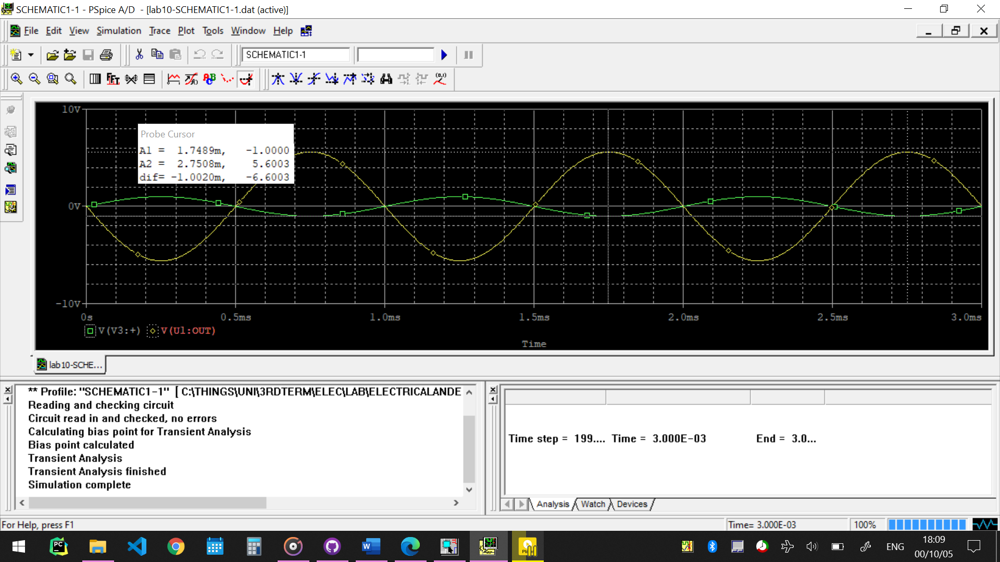 SCHEMATIC1-1 - PSpice A/D - [lab10-SCHEMATIC1-1.dat (active)]
File Edit View Simulation Trace Plot Tools Window Help
SCHEMATIC1-1
10V
Probe Cursor
A1 = 1.7489m, -1.0000
A2 = 2.7508m, 5.6003
dif= -1.0020m, -6.6003
0V
-10V
0s 0.5ms 1.0ms 1.5ms 2.0ms 2.5ms 3.0ms
V(V3:+) V(U1:OUT)
Time
lab10-SCHE...
** Profile: "SCHEMATIC1-1" [ C:\THINGS\UNI\3RDTERM\ELEC\LAB\ELECTRICALANDE
Reading and checking circuit
Circuit read in and checked, no errors
Calculating bias point for Transient Analysis
Bias point calculated
Transient Analysis
Transient Analysis finished
Simulation complete
Time step = 199.... Time = 3.000E-03 End = 3.0...
Analysis Watch Devices
For Help, press F1
Time= 3.000E-03 100%
ENG
18:09
00/10/05